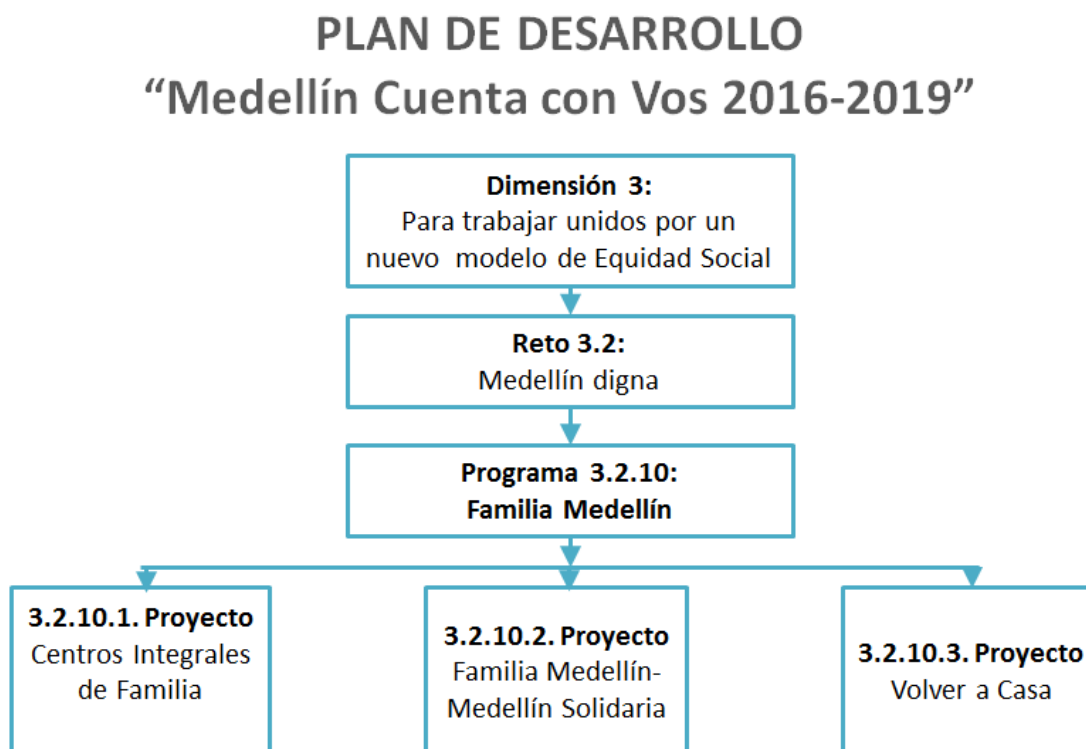 PLAN DE DESARROLLO
“Medellín Cuenta con Vos 2016-2019”
Dimensión 3:
Para trabajar unidos por un
nuevo modelo de Equidad Social
Reto 3.2:
Medellín digna
Programa 3.2.10:
Familia Medellín
3.2.10.1. Proyecto
Centros Integrales
de Familia
3.2.10.2. Proyecto
Familia Medellín-
Medellín Solidaria
3.2.10.3. Proyecto
Volver a Casa